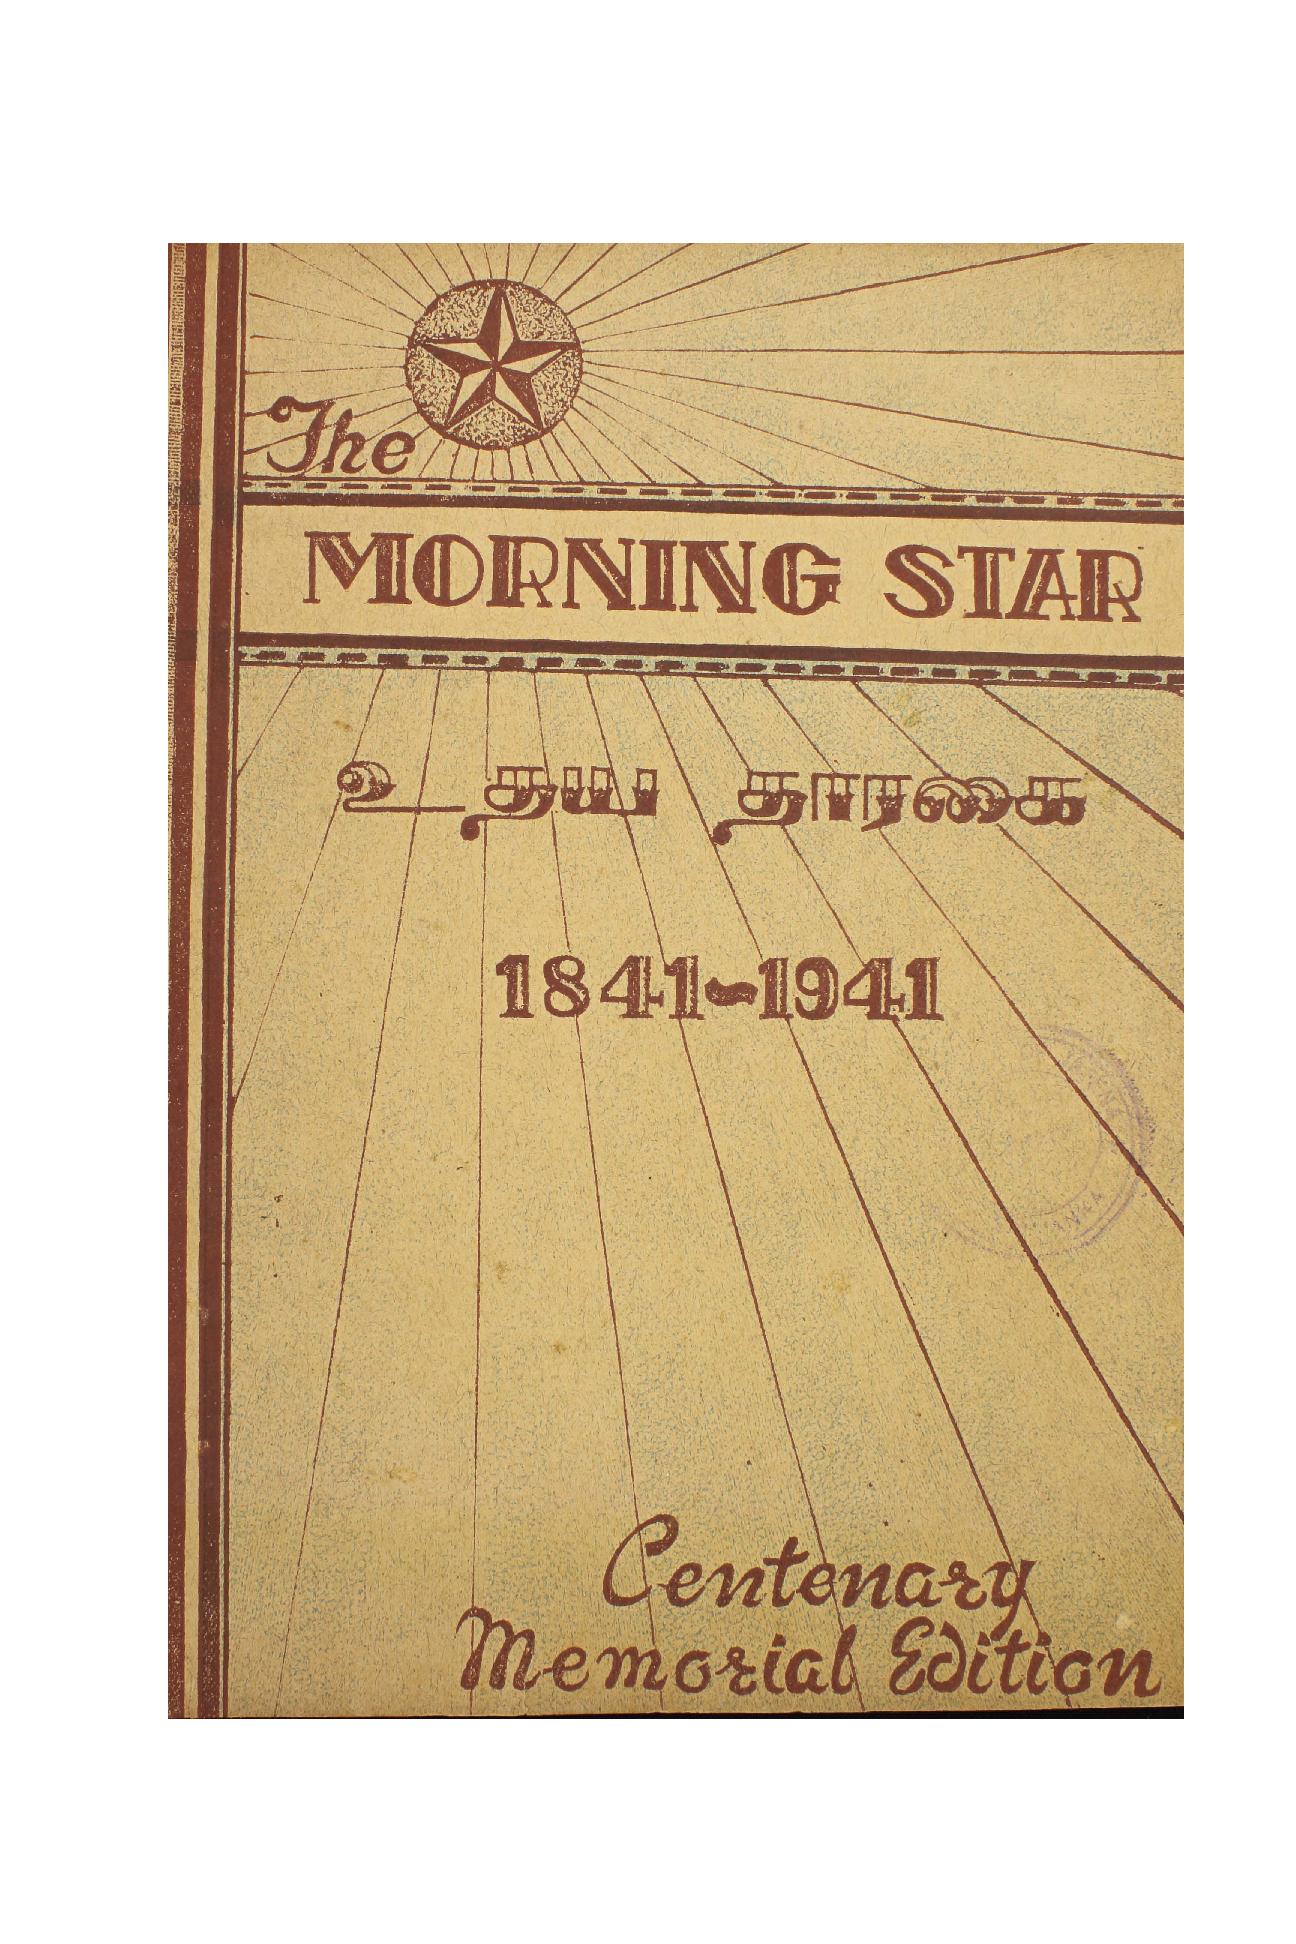 The
MORNING STAR
உதய தாரகை
1841-1941
Centenary
Memorial Edition